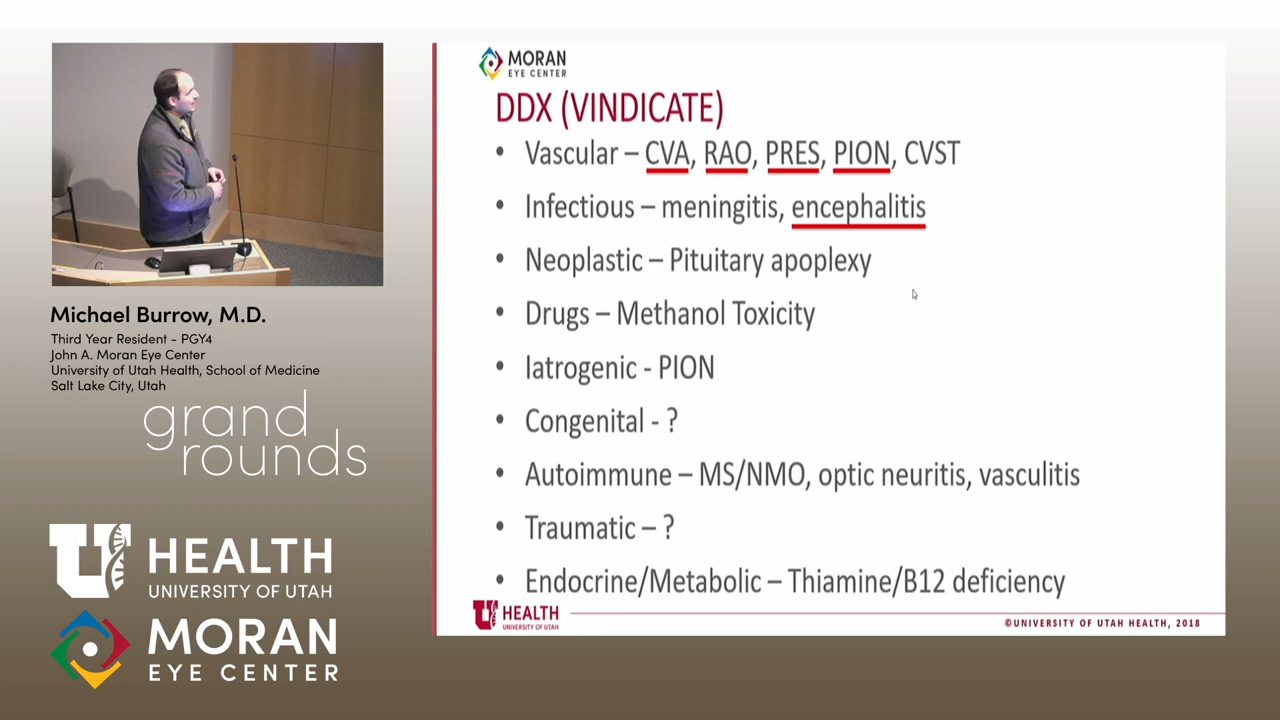 Michael Burrow, M.D.
Third Year Resident - PGY4
John A. Moran Eye Center
University of Utah Health, School of Medicine
Salt Lake City, Utah
grand
rounds
U HEALTH
UNIVERSITY OF UTAH
MORAN
EYE CENTER
MORAN
EYE CENTER
DDX (VINDICATE)
• Vascular – CVA, RAO, PRES, PION, CVST
• Infectious – meningitis, encephalitis
• Neoplastic – Pituitary apoplexy
• Drugs – Methanol Toxicity
• Iatrogenic - PION
• Congenital - ?
• Autoimmune – MS/NMO, optic neuritis, vasculitis
• Traumatic – ?
• Endocrine/Metabolic – Thiamine/B12 deficiency
U HEALTH
UNIVERSITY OF UTAH
©UNIVERSITY OF UTAH HEALTH, 2018